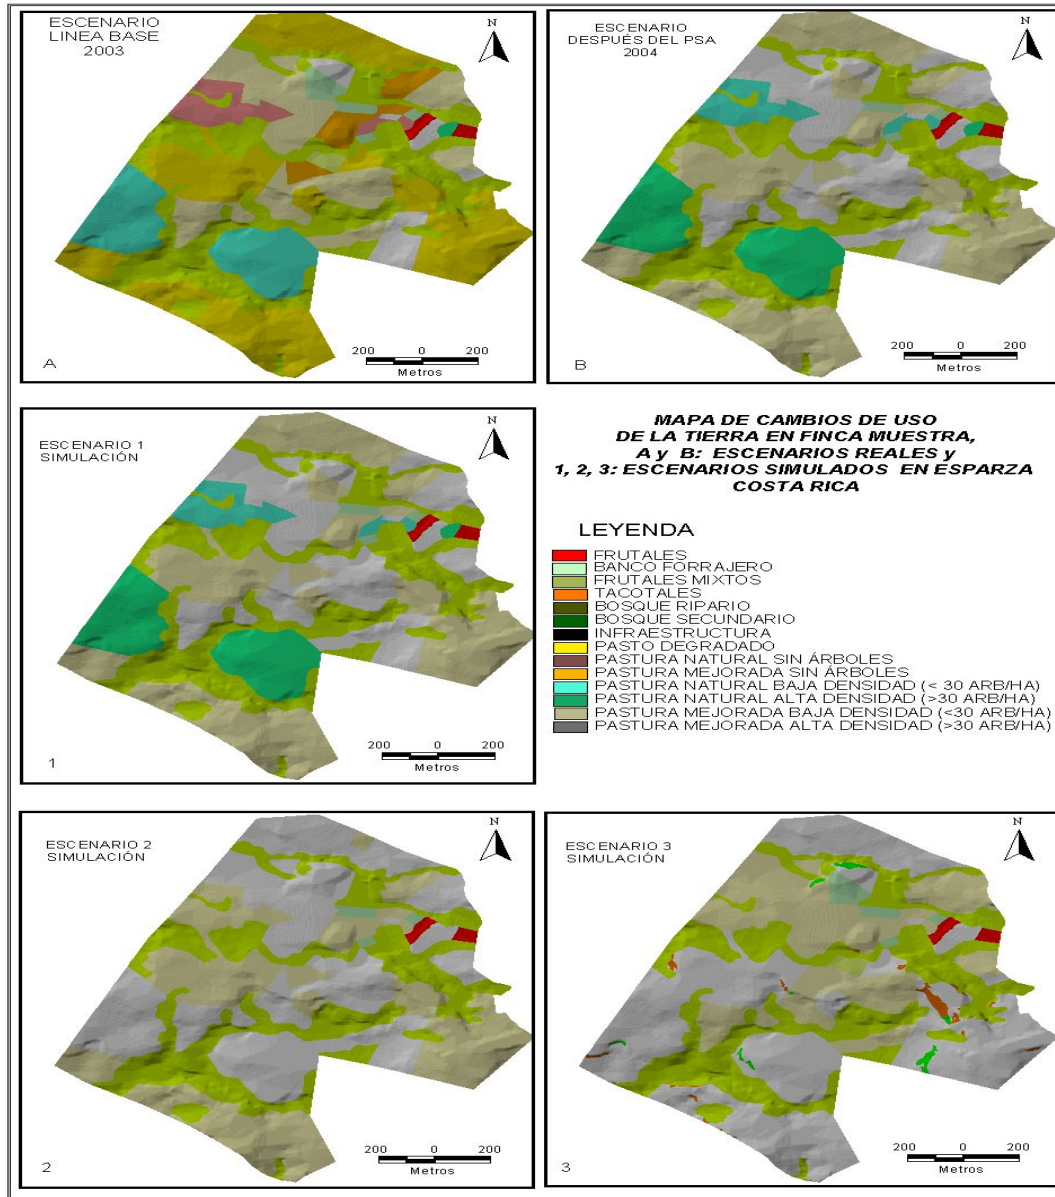 ESCENARIO
LINEA BASE
2003
N
200 0 200
Metros
A
ESCENARIO
DESPUÉS DEL PSA
2004
N
200 0 200
Metros
B
ESCENARIO 1
SIMULACIÓN
N
200 0 200
Metros
1
MAPA DE CAMBIOS DE USO
DE LA TIERRA EN FINCA MUESTRA,
A y B: ESCENARIOS REALES y
1, 2, 3: ESCENARIOS SIMULADOS EN ESPARZA
COSTA RICA
LEYENDA
FRUTALES
BANCO FORRAJERO
FRUTALES MIXTOS
TACOTALES
BOSQUE RIPARIO
BOSQUE SECUNDARIO
INFRAESTRUCTURA
PASTO DEGRADADO
PASTURA NATURAL SIN ÁRBOLES
PASTURA MEJORADA SIN ÁRBOLES
PASTURA NATURAL BAJA DENSIDAD (< 30 ARB/HA)
PASTURA NATURAL ALTA DENSIDAD (>30 ARB/HA)
PASTURA MEJORADA BAJA DENSIDAD (<30 ARB/HA)
PASTURA MEJORADA ALTA DENSIDAD (>30 ARB/HA)
ESCENARIO 2
SIMULACIÓN
N
200 0 200
Metros
2
ESCENARIO 3
SIMULACIÓN
N
200 0 200
Metros
3